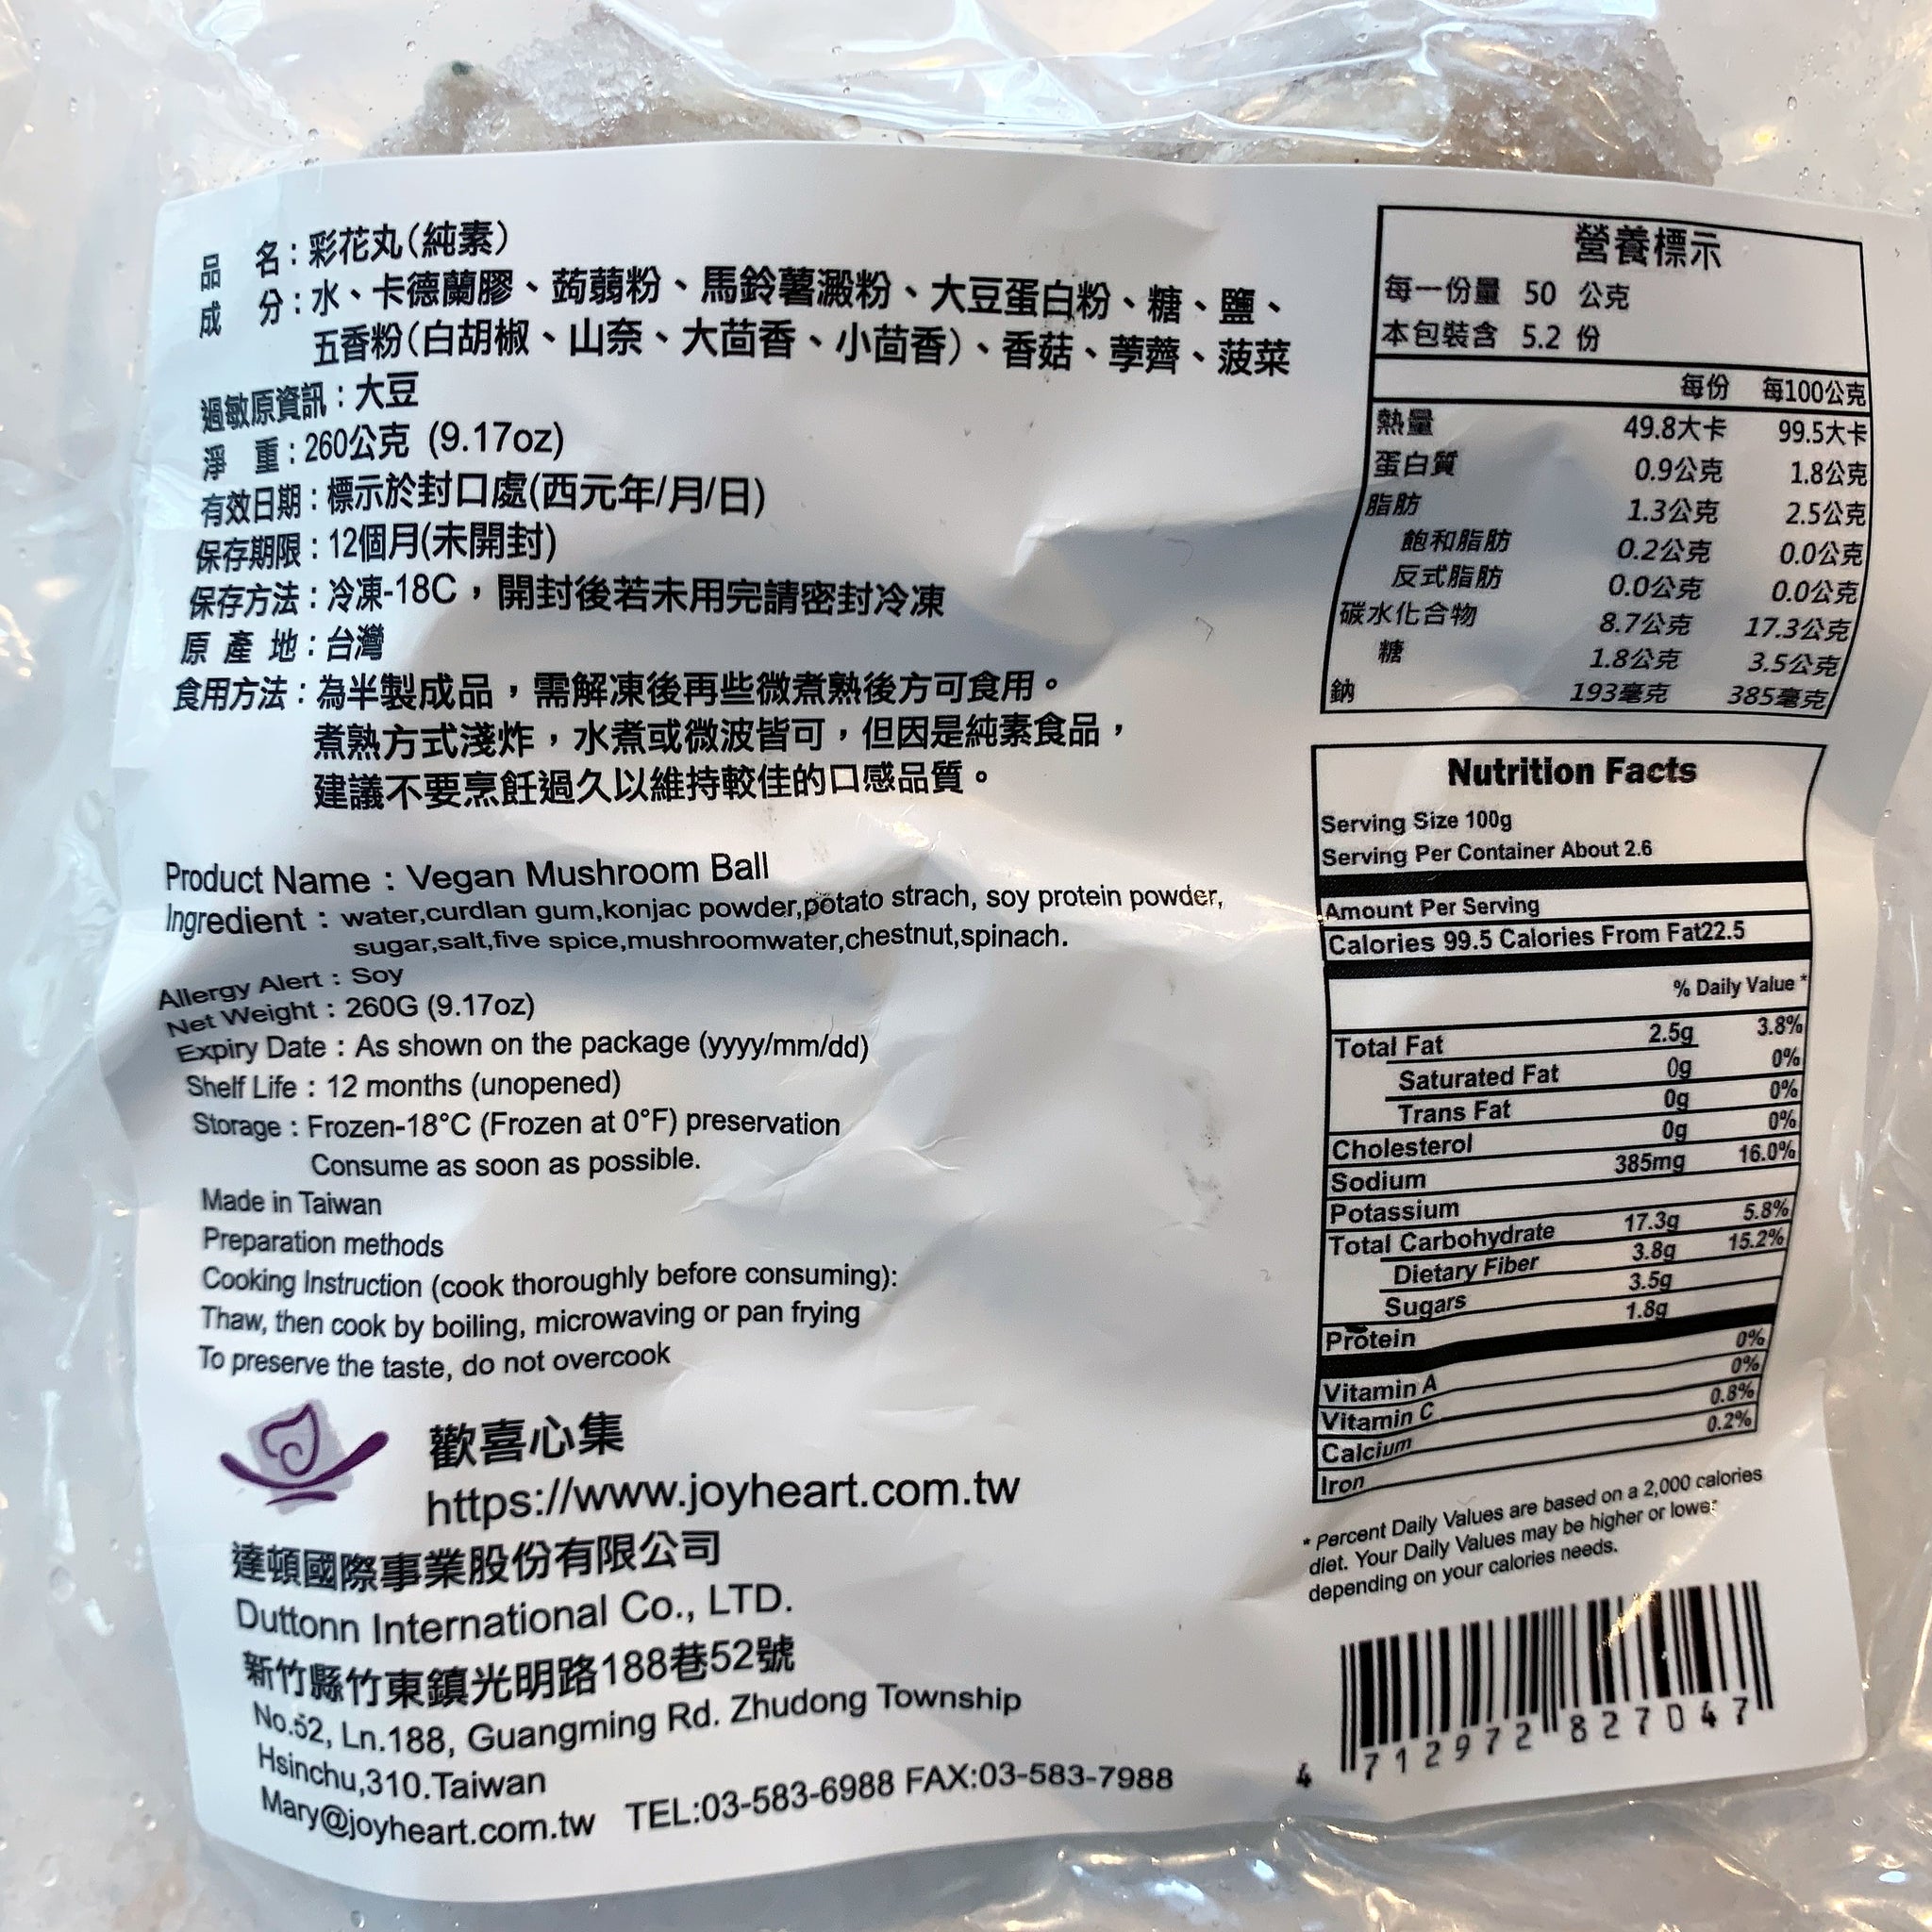 品 名：彩花丸（純素）
成 分：水、卡德蘭膠、蒟蒻粉、馬鈴薯澱粉、大豆蛋白粉、糖、鹽、
五香粉（白胡椒、山奈、大茴香、小茴香）、香菇、荸薺、菠菜
過敏原資訊：大豆
淨 重：260公克 (9.17oz)
有效日期：標示於封口處(西元年/月/日)
保存期限：12個月(未開封)
保存方法：冷凍-18C，開封後若未用完請密封冷凍
原 產 地：台灣
食用方法：為半製成品，需解凍後再些微煮熟後方可食用。
煮熟方式淺炸，水煮或微波皆可，但因是純素食品，
建議不要烹飪過久以維持較佳的口感品質。
Product Name：Vegan Mushroom Ball
Ingredient：water,curdlan gum,konjac powder,potato strach, soy protein powder,
sugar,salt,five spice,mushroomwater,chestnut,spinach.
Allergy Alert：Soy
Net Weight：260G (9.17oz)
Expiry Date：As shown on the package (yyyy/mm/dd)
Shelf Life：12 months (unopened)
Storage：Frozen-18°C (Frozen at 0°F) preservation
Consume as soon as possible.
Made in Taiwan
Preparation methods
Cooking Instruction (cook thoroughly before consuming):
Thaw, then cook by boiling, microwaving or pan frying
To preserve the taste, do not overcook
歡喜心集
https://www.joyheart.com.tw
達頓國際事業股份有限公司
Duttonn International Co., LTD.
新竹縣竹東鎮光明路188巷52號
No.52, Ln.188, Guangming Rd. Zhudong Township
Hsinchu,310.Taiwan
Mary@joyheart.com.tw TEL:03-583-6988 FAX:03-583-7988
營養標示
每一份量 50 公克
本包裝含 5.2 份
每份 每100公克
熱量 49.8大卡 99.5大卡
蛋白質 0.9公克 1.8公克
脂肪 1.3公克 2.5公克
飽和脂肪 0.2公克 0.0公克
反式脂肪 0.0公克 0.0公克
碳水化合物 8.7公克 17.3公克
糖 1.8公克 3.5公克
鈉 193毫克 385毫克
Nutrition Facts
Serving Size 100g
Serving Per Container About 2.6
Amount Per Serving
Calories 99.5 Calories From Fat22.5
% Daily Value *
Total Fat 2.5g 3.8%
Saturated Fat 0g 0%
Trans Fat 0g 0%
Cholesterol 0g 0%
Sodium 385mg 16.0%
Potassium
Total Carbohydrate 17.3g 5.8%
Dietary Fiber 3.8g 15.2%
Sugars 3.5g
Protein 1.8g
Vitamin A 0%
Vitamin C 0%
Calcium 0.8%
Iron 0.2%
* Percent Daily Values are based on a 2,000 calories
diet. Your Daily Values may be higher or lower
depending on your calories needs.
4 712972 827047